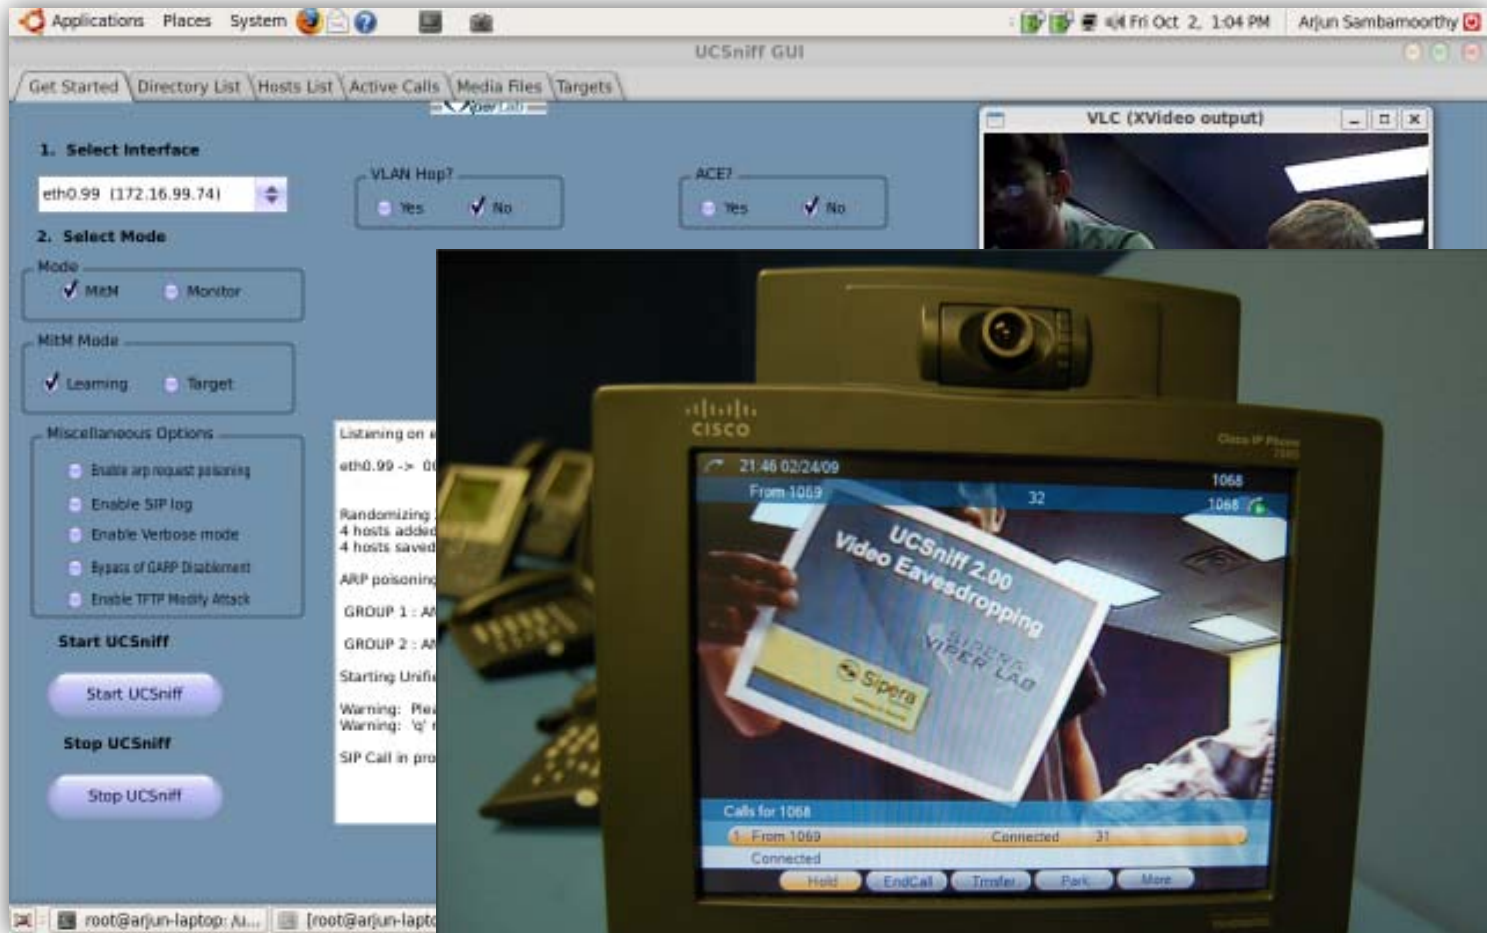 Applications Places System
Fri Oct 2, 1:04 PM Arjun Sambamoorthy
UCSniff GUI
Get Started Directory List Hosts List Active Calls Media Files Targets
1. Select Interface
eth0.99 (172.16.99.74)
VLAN Hop?
Yes No
ACE?
Yes No
VLC (XVideo output)
2. Select Mode
Mode
MitM Monitor
MitM Mode
Learning Target
Miscellaneous Options
Enable arp request poisoning
Enable SIP log
Enable Verbose mode
Bypass of GARP Disablement
Enable TFTP Modify Attack
Start UCSniff
Start UCSniff
Stop UCSniff
Stop UCSniff
Listening on
eth0.99 ->
Randomizing
4 hosts added
4 hosts saved
ARP poisoning
GROUP 1 :
GROUP 2 :
Starting
Warning:
Warning: 'q'
SIP Call in
CISCO
Cisco IP Phone
21:46 02/24/09
1068
From 1069
32
1068
UCSniff 2.00
Video Eavesdropping
SIPERA
VIPER LAB
Sipera
Calls for 1068
1 From 1069 Connected 31
Connected
Hold EndCall Trnsfer Park More
root@arjun-laptop: /u...